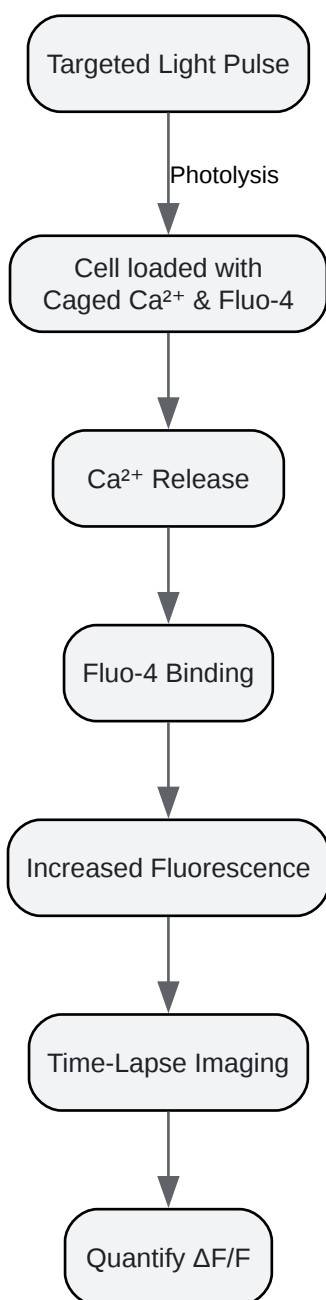 Targeted Light Pulse
Photolysis
Cell loaded with
Caged Ca²⁺ & Fluo-4
Ca²⁺ Release
Fluo-4 Binding
Increased Fluorescence
Time-Lapse Imaging
Quantify ΔF/F